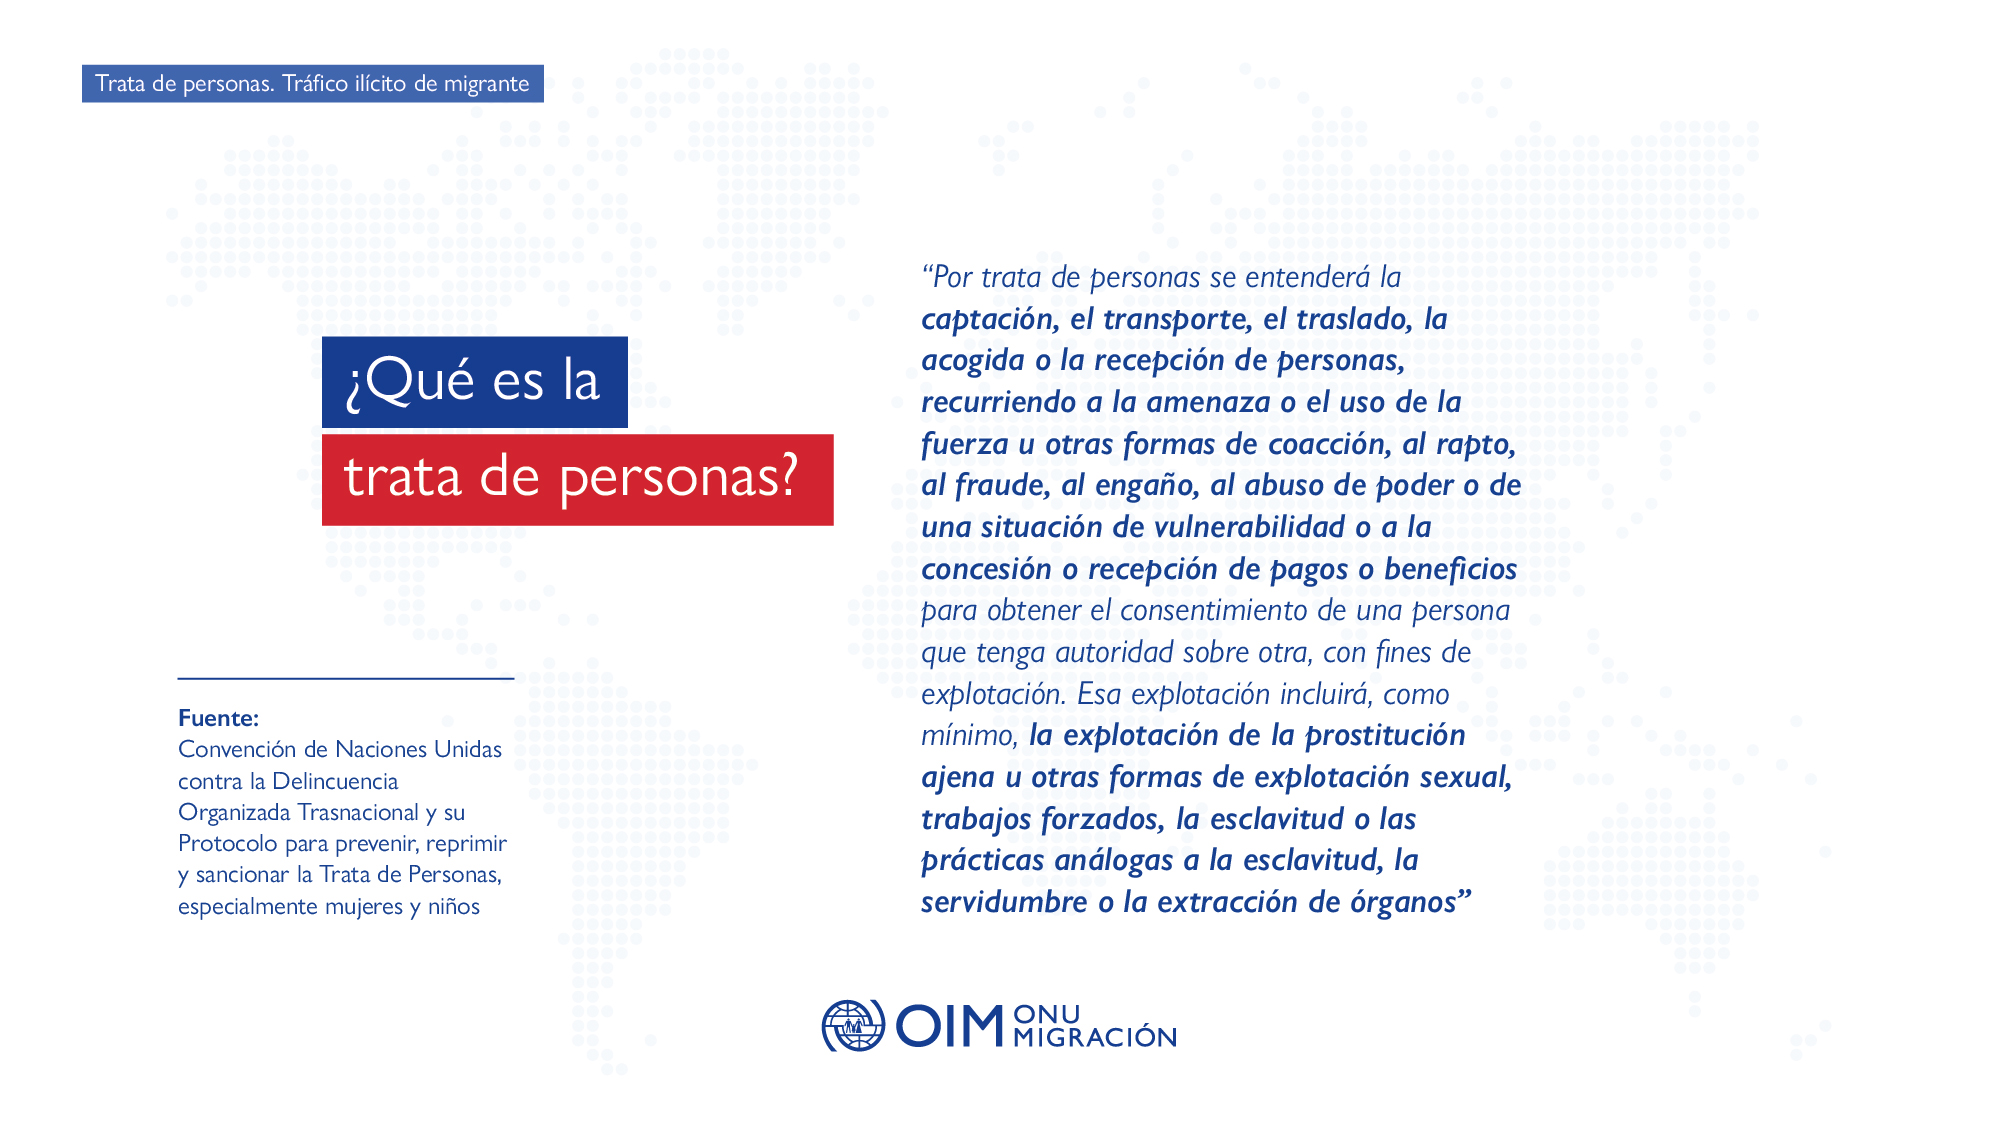 Trata de personas. Tráfico ilícito de migrante
¿Qué es la
trata de personas?
“Por trata de personas se entenderá la
captación, el transporte, el traslado, la
acogida o la recepción de personas,
recurriendo a la amenaza o el uso de la
fuerza u otras formas de coacción, al rapto,
al fraude, al engaño, al abuso de poder o de
una situación de vulnerabilidad o a la
concesión o recepción de pagos o beneficios
para obtener el consentimiento de una persona
que tenga autoridad sobre otra, con fines de
explotación. Esa explotación incluirá, como
mínimo, la explotación de la prostitución
ajena u otras formas de explotación sexual,
trabajos forzados, la esclavitud o las
prácticas análogas a la esclavitud, la
servidumbre o la extracción de órganos”
Fuente:
Convención de Naciones Unidas
contra la Delincuencia
Organizada Trasnacional y su
Protocolo para prevenir, reprimir
y sancionar la Trata de Personas,
especialmente mujeres y niños
OIM ONU
MIGRACIÓN